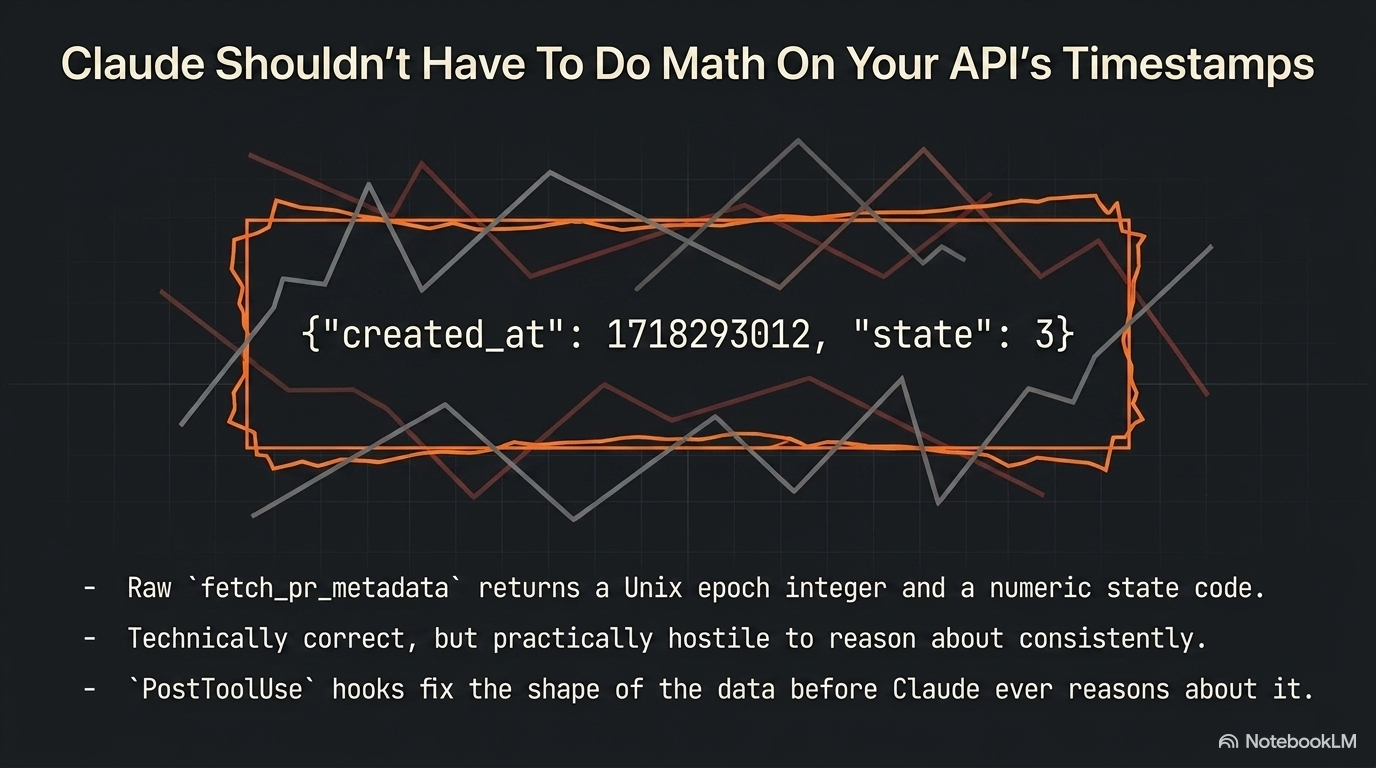 Claude Shouldn’t Have To Do Math On Your API’s Timestamps
{"created_at": 1718293012, "state": 3}
- Raw `fetch_pr_metadata` returns a Unix epoch integer and a numeric state code.
- Technically correct, but practically hostile to reason about consistently.
- `PostToolUse` hooks fix the shape of the data before Claude ever reasons about it.
NotebookLM